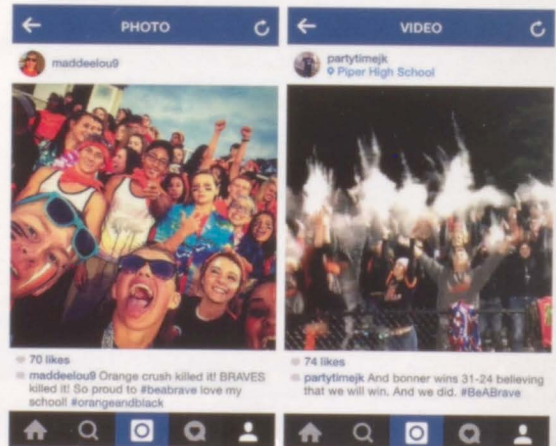 PHOTO
maddeelou9
70 likes
maddeelou9 Orange crush killed it! BRAVES
killed it! So proud to #beabrave love my
school! #orangeandblack
VIDEO
partytimejk
Piper High School
74 likes
partytimejk And bonner wins 31-24 believing
that we will win. And we did. #BeABrave